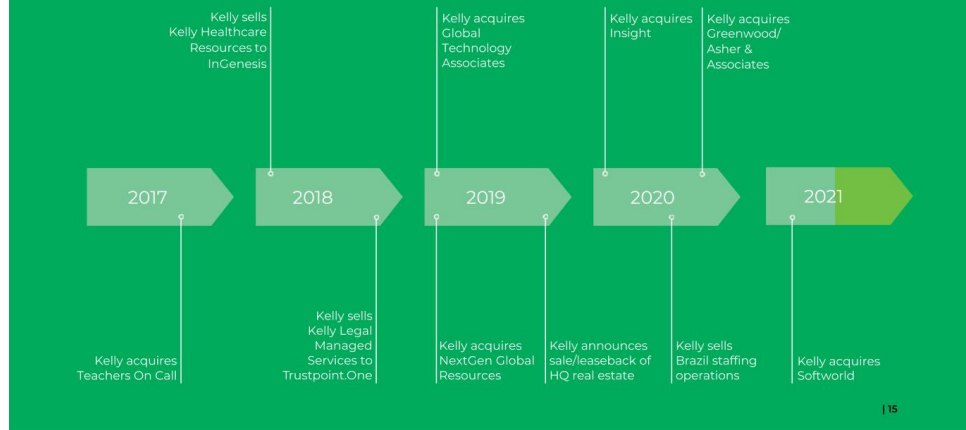 Kelly sells
Kelly Healthcare
Resources to
InGenesis
Kelly acquires
Global
Technology
Associates
Kelly acquires
Insight
Kelly acquires
Greenwood/
Asher &
Associates
2017
2018
2019
2020
2021
Kelly acquires
Teachers On Call
Kelly sells
Kelly Legal
Managed
Services to
Trustpoint.One
Kelly acquires
NextGen Global
Resources
Kelly announces
sale/leaseback of
HQ real estate
Kelly sells
Brazil staffing
operations
Kelly acquires
Softworld
| 15